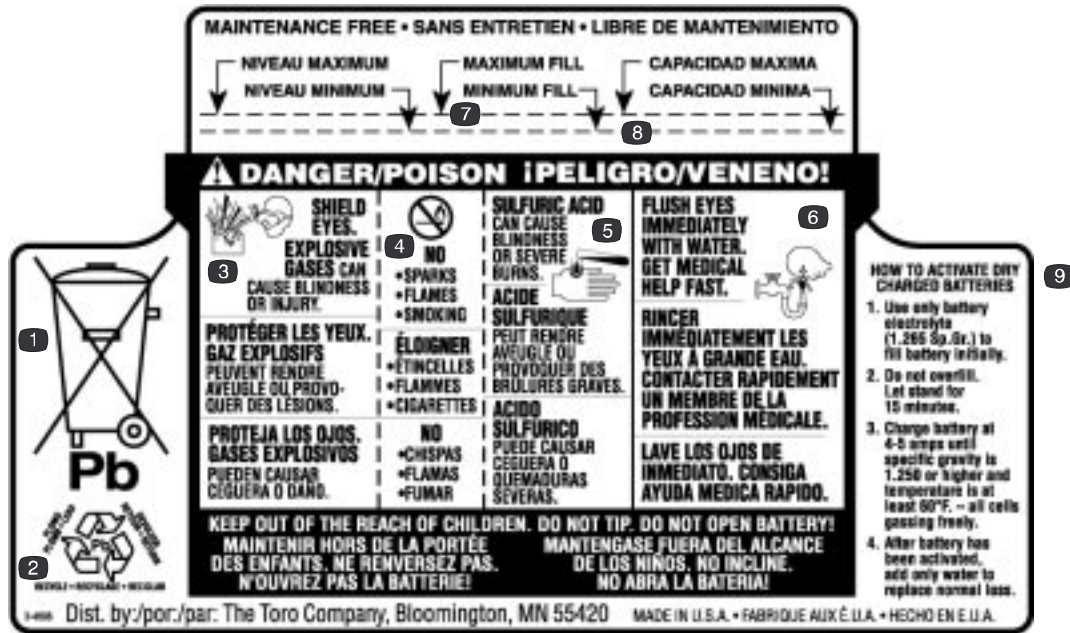 MAINTENANCE FREE • SANS ENTRETIEN • LIBRE DE MANTENIMIENTO
NIVEAU MAXIMUM
MAXIMUM FILL
CAPACIDAD MAXIMA
NIVEAU MINIMUM
MINIMUM FILL
CAPACIDAD MINIMA
7
8
DANGER/POISON ¡PELIGRO/VENENO!
1
Pb
2
RECYCLE • RECYCLAGE • RECICLAR
3
SHIELD
EYES.
EXPLOSIVE
GASES CAN
CAUSE BLINDNESS
OR INJURY.
PROTÉGER LES YEUX.
GAZ EXPLOSIFS
PEUVENT RENDRE
AVEUGLE OU PROVO-
QUER DES LÉSIONS.
PROTEJA LOS OJOS.
GASES EXPLOSIVOS
PUEDEN CAUSAR
CEGUERA O DANO.
4
NO
•SPARKS
•FLAMES
•SMOKING
ÉLOIGNER
•ÉTINCELLES
•FLAMMES
•CIGARETTES
NO
•CHISPAS
•FLAMAS
•FUMAR
SULFURIC ACID
CAN CAUSE
BLINDNESS
OR SEVERE
BURNS.
5
ACIDE
SULFURIQUE
PEUT RENDRE
AVEUGLE OU
PROVOQUER DES
BRÛLURES GRAVES.
ACIDO
SULFURICO
PUEDE CAUSAR
CEGUERA O
QUEMADURAS
SEVERAS.
FLUSH EYES
IMMEDIATELY
WITH WATER.
GET MEDICAL
HELP FAST.
6
RINCER
IMMÉDIATEMENT LES
YEUX À GRANDE EAU.
CONTACTER RAPIDEMENT
UN MEMBRE DE LA
PROFESSION MÉDICALE.
LAVE LOS OJOS DE
INMEDIATO. CONSIGA
AYUDA MEDICA RAPIDO.
KEEP OUT OF THE REACH OF CHILDREN. DO NOT TIP. DO NOT OPEN BATTERY!
MAINTENIR HORS DE LA PORTÉE
DES ENFANTS. NE RENVERSEZ PAS.
N'OUVREZ PAS LA BATTERIE!
MANTENGASE FUERA DEL ALCANCE
DE LOS NIÑOS, NO INCLINE.
NO ABRA LA BATERIA!
9
HOW TO ACTIVATE DRY
CHARGED BATTERIES
1. Use only battery
electrolyte
(1.265 Sp.Gr.) to
fill battery initially.
2. Do not overfill.
Let stand for
15 minutes.
3. Charge battery at
4-5 amps until
specific gravity is
1.250 or higher and
temperature is at
least 60°F. – all cells
gassing freely.
4. After battery has
been activated,
add only water to
replace normal loss.
Dist. by:/por:/par: The Toro Company, Bloomington, MN 55420
MADE IN U.S.A. • FABRIQUE AUX É.U.A. • HECHO EN E.U.A.